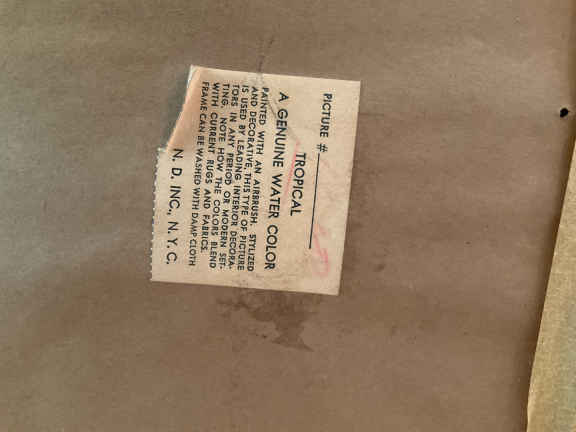 PICTURE #
TROPICAL
A GENUINE WATER COLOR
PAINTED WITH AN AIRBRUSH. STYLIZED
AND DECORATIVE, THIS TYPE OF PICTURE
IS USED BY LEADING INTERIOR DECORA-
TORS IN ANY PERIOD OR MODERN SET-
TING. NOTE HOW THE COLORS BLEND
WITH CURRENT RUGS AND FABRICS.
FRAME CAN BE WASHED WITH DAMP CLOTH
N. D. INC., N. Y. C.